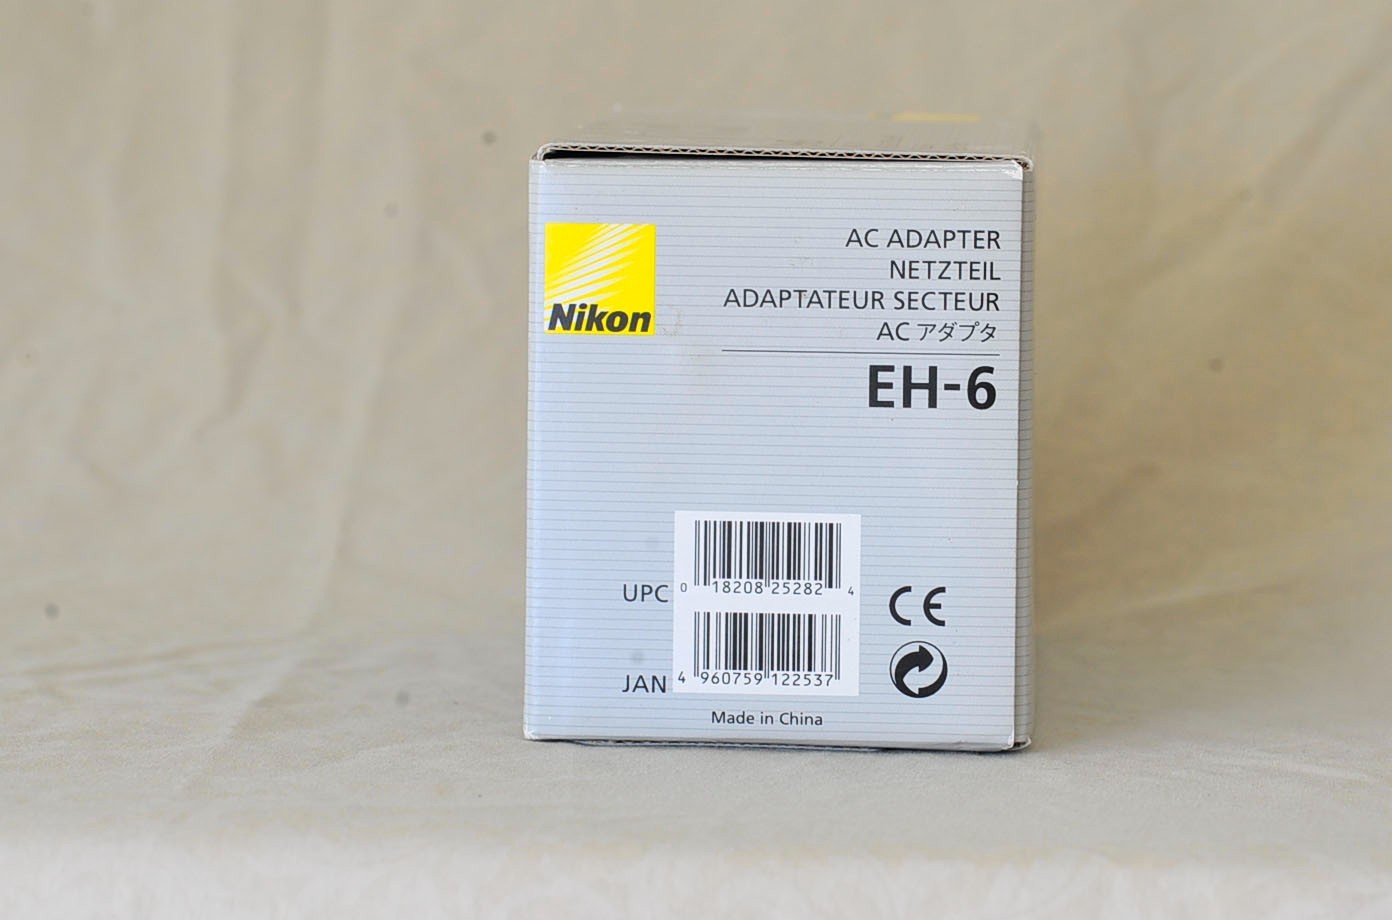 Nikon
AC ADAPTER
NETZTEIL
ADAPTATEUR SECTEUR
AC アダプタ
EH-6
UPC
0 18208 25282 4
JAN
4 960759 122537
CE
Made in China